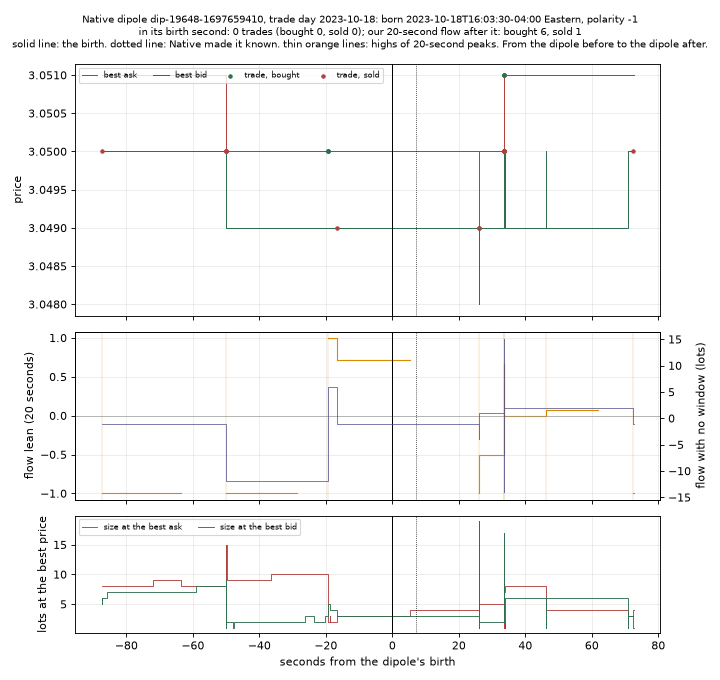 Native dipole dip-19648-1697659410, trade day 2023-10-18: born 2023-10-18T16:03:30-04:00 Eastern, polarity -1
in its birth second: 0 trades (bought 0, sold 0); our 20-second flow after it: bought 6, sold 1
solid line: the birth. dotted line: Native made it known. thin orange lines: highs of 20-second peaks. From the dipole before to the dipole after.
best ask best bid trade, bought trade, sold
3.0510
3.0505
3.0500
3.0495
3.0490
3.0485
3.0480
price
1.0
0.5
0.0
−0.5
−1.0
flow lean (20 seconds)
15
10
5
0
−5
−10
−15
flow with no window (lots)
size at the best ask size at the best bid
15
10
5
lots at the best price
−80 −60 −40 −20 0 20 40 60 80
seconds from the dipole's birth